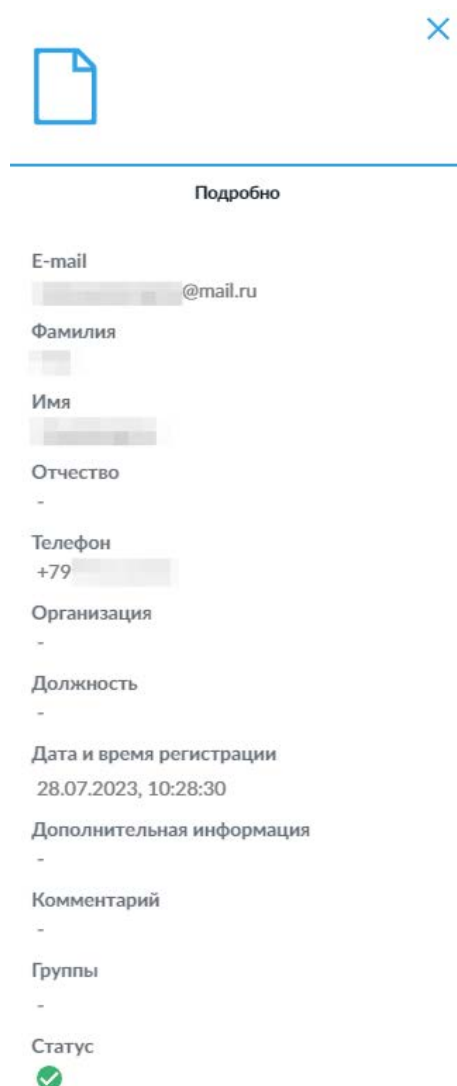 Подробно
E-mail
@mail.ru
Фамилия
Имя
Отчество
-
Телефон
+79
Организация
-
Должность
-
Дата и время регистрации
28.07.2023, 10:28:30
Дополнительная информация
-
Комментарий
-
Группы
-
Статус